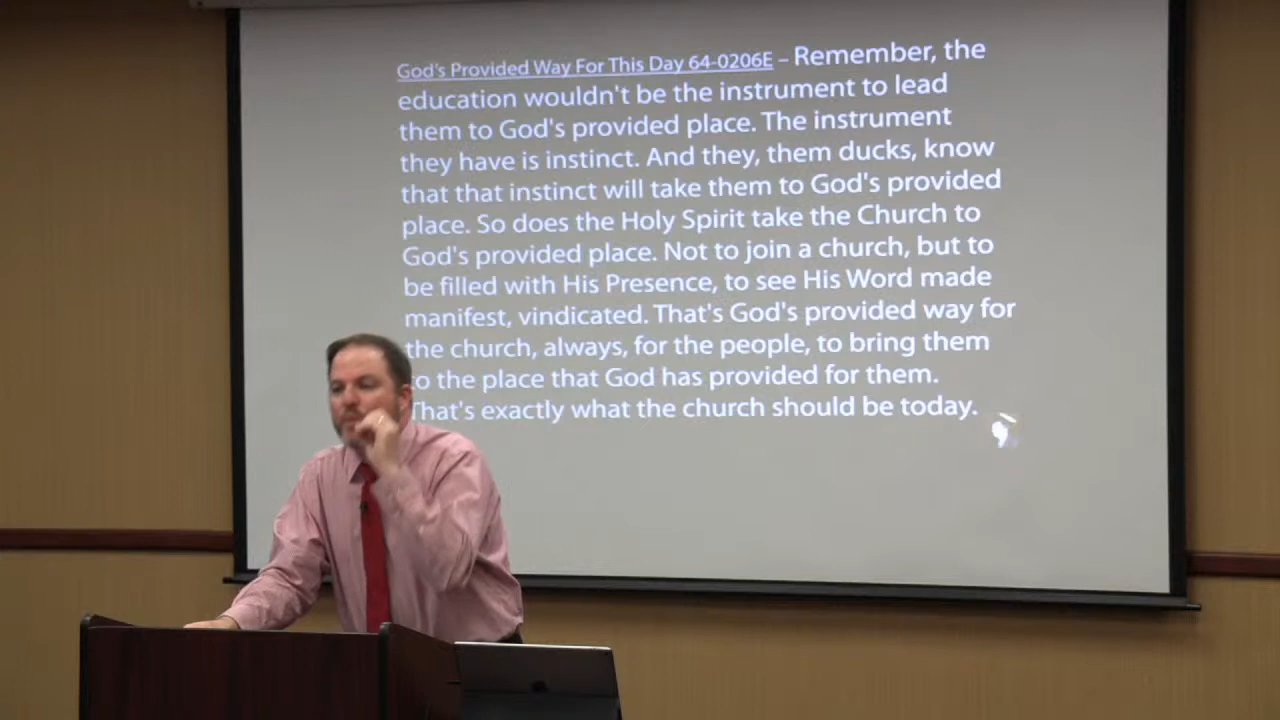 God's Provided Way For This Day 64-0206E – Remember, the
education wouldn't be the instrument to lead
them to God's provided place. The instrument
they have is instinct. And they, them ducks, know
that that instinct will take them to God's provided
place. So does the Holy Spirit take the Church to
God's provided place. Not to join a church, but to
be filled with His Presence, to see His Word made
manifest, vindicated. That's God's provided way for
the church, always, for the people, to bring them
to the place that God has provided for them.
That's exactly what the church should be today.